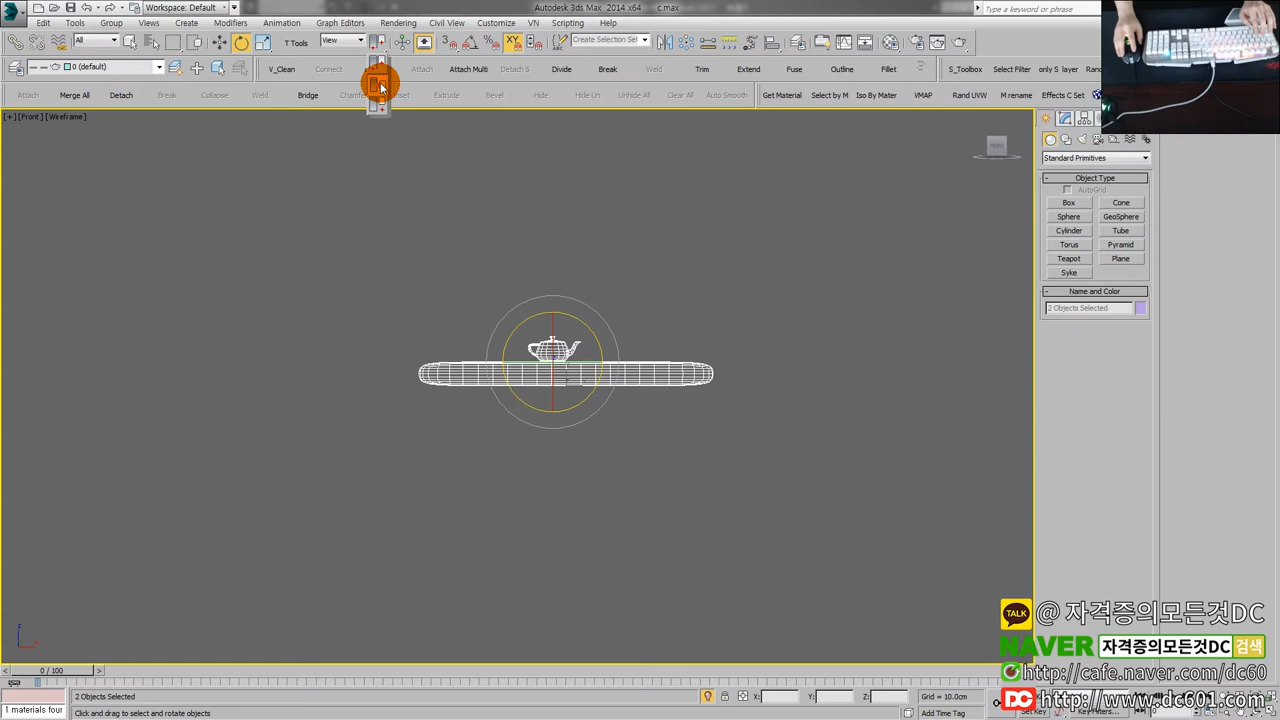 Autodesk 3ds Max 2014 x64
c.max
Workspace: Default
Type a keyword or phrase
Edit Tools Group Views Create Modifiers Animation Graph Editors Rendering Civil View Customize VN Scripting Help
All T Tools View Create Selection Set
0 (default) V_Clean Connect Attach Attach Multi Detach S Divide Break Trim Extend Fuse Outline Fillet S_Toolbox Select Filter only S_Layer
Attach Merge All Detach Break Collapse Weld Bridge Extrude Bevel Hide Hide Un Clear All Auto Smooth Get Material Select by M Iso By Mater VMAP Rand UVW M rename Effects C Set
[+] [Front] [Wireframe]
FRONT
Standard Primitives
- Object Type
AutoGrid
Box Cone
Sphere GeoSphere
Cylinder Tube
Torus Pyramid
Teapot Plane
Syke
- Name and Color
2 Objects Selected
z
x
TALK @ 자격증의모든것DC
NAVER 자격증의모든것DC 검색
http://cafe.naver.com/dc60
DC http://www.dc601.com/
< 0 / 100 >
2 Objects Selected X: Y: Z: Grid = 10.0cm
1 materials four Click and drag to select and rotate objects Add Time Tag Set Key Key Filters...